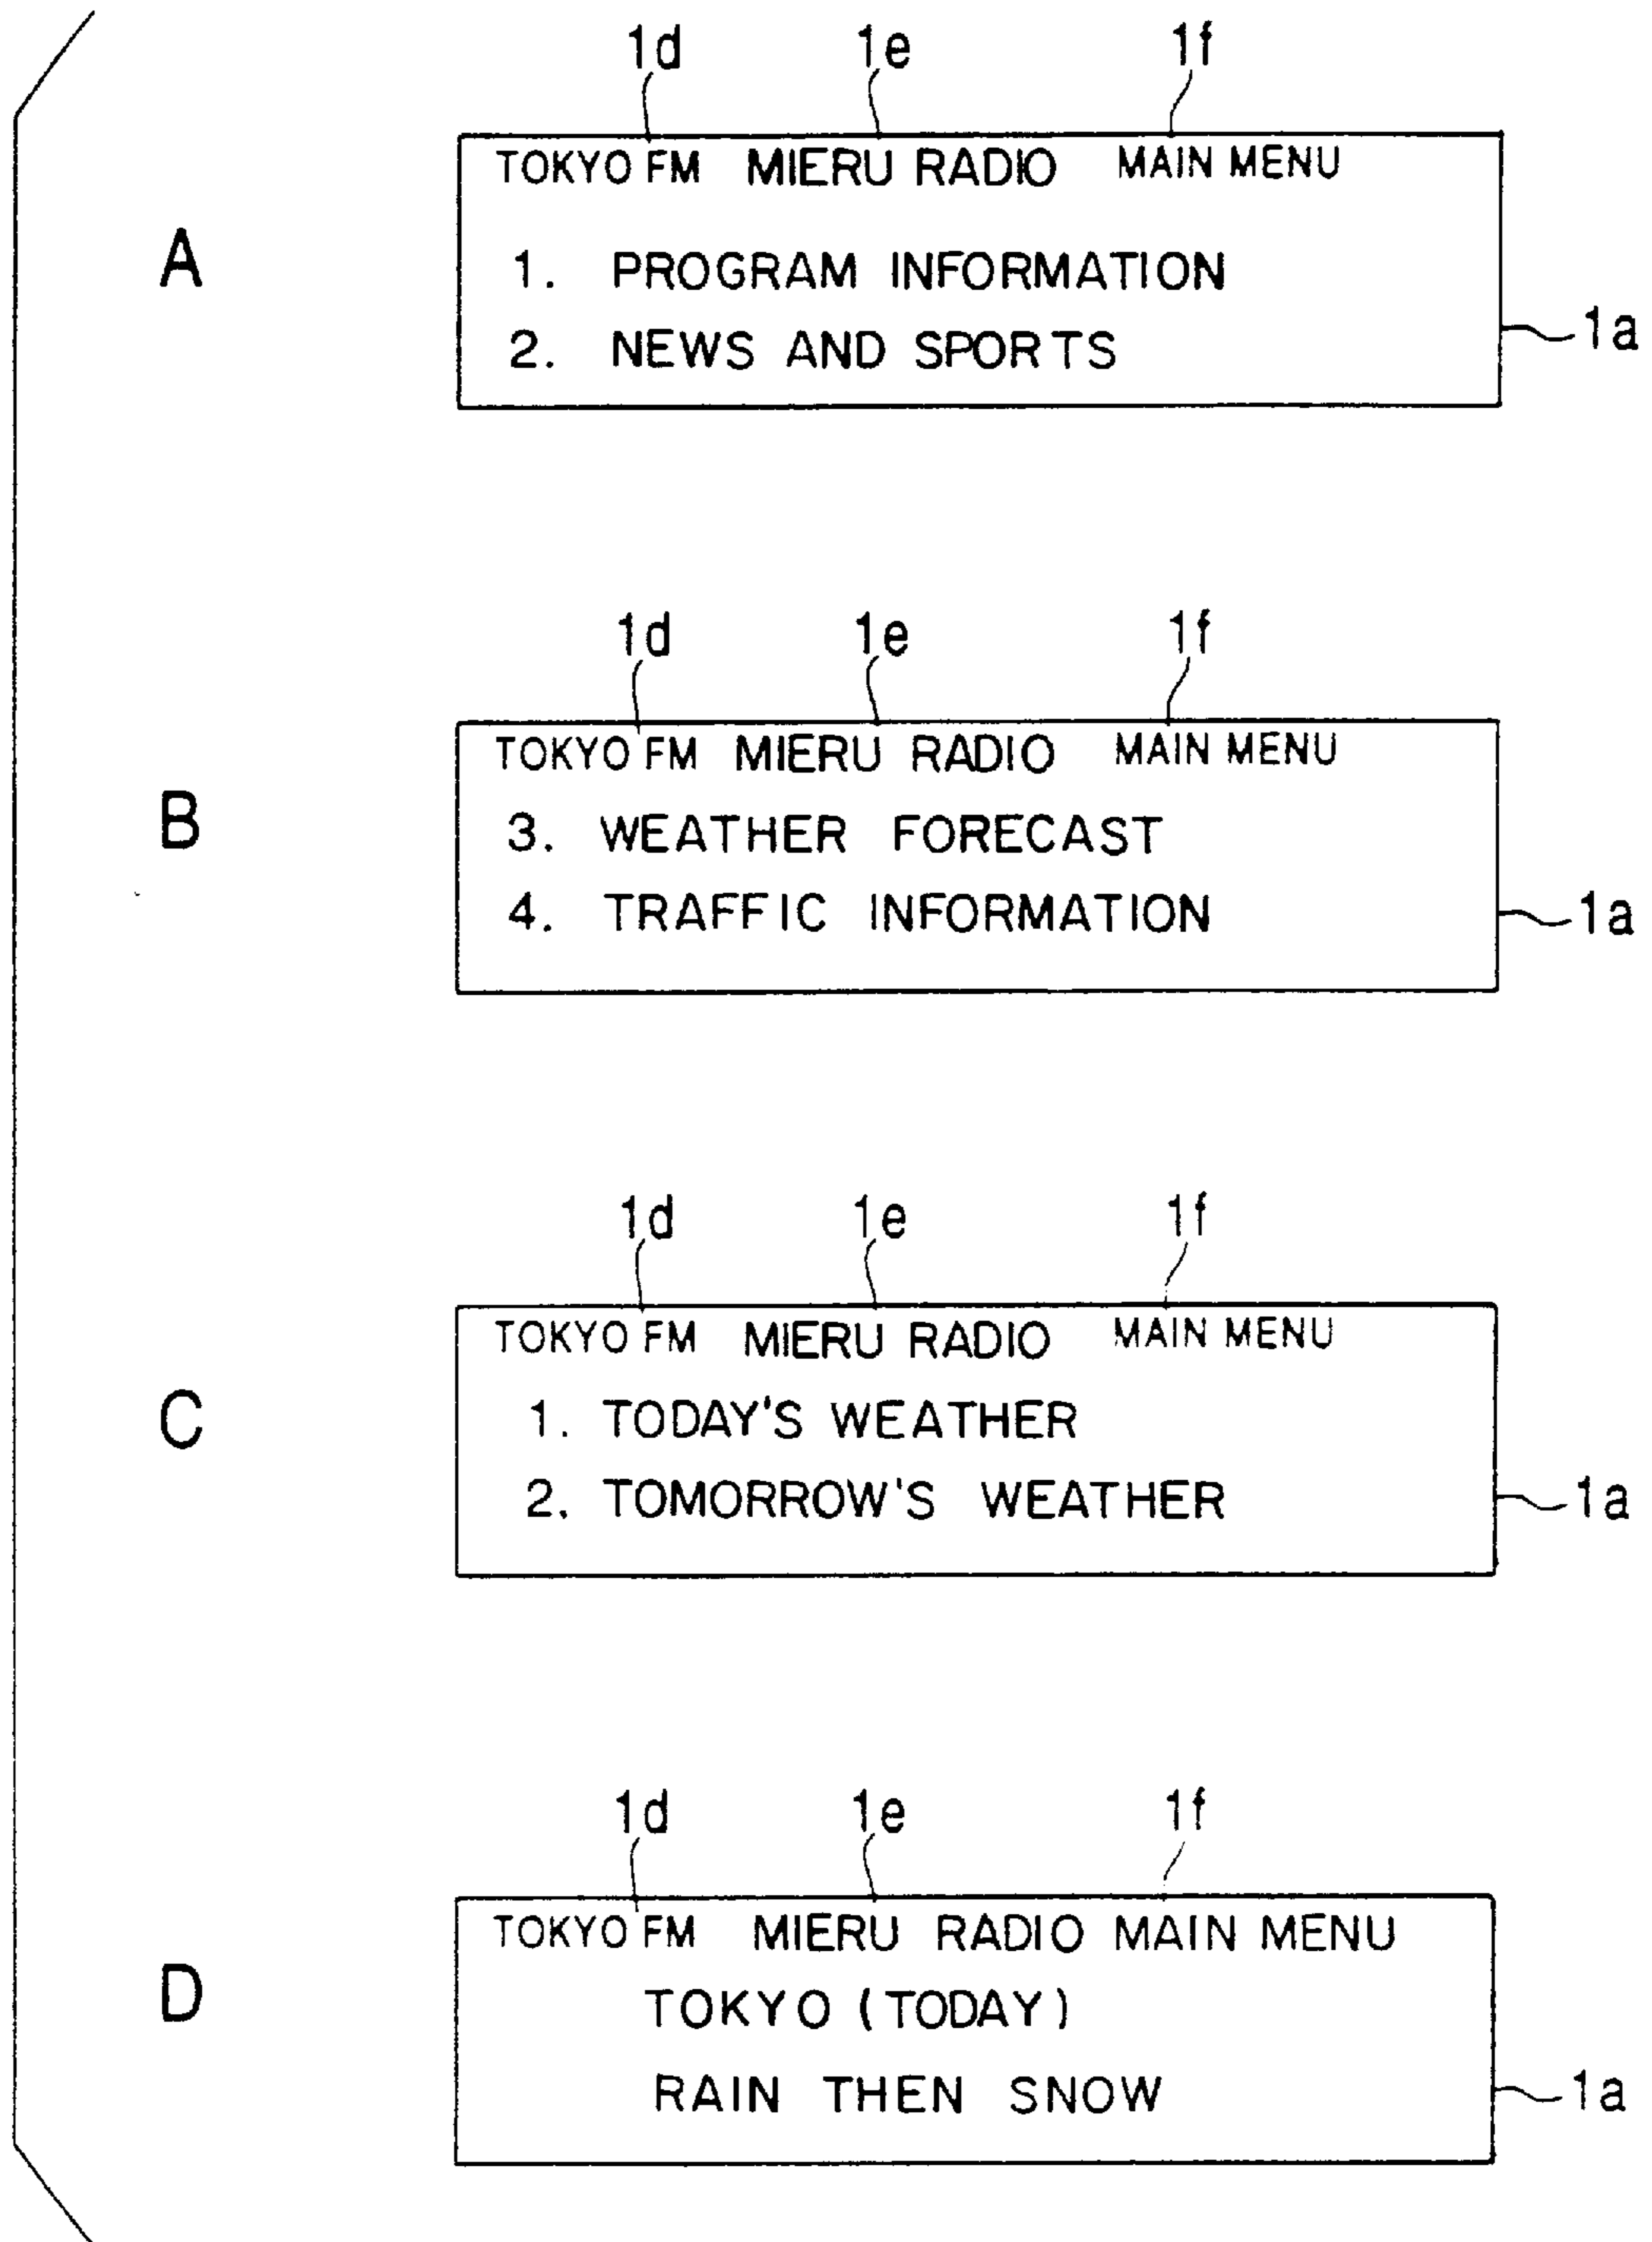 1d 1e 1f
TOKYO FM MIERU RADIO MAIN MENU
A
1. PROGRAM INFORMATION
2. NEWS AND SPORTS
1a
1d 1e 1f
TOKYO FM MIERU RADIO MAIN MENU
B
3. WEATHER FORECAST
4. TRAFFIC INFORMATION
1a
1d 1e 1f
TOKYO FM MIERU RADIO MAIN MENU
C
1. TODAY'S WEATHER
2. TOMORROW'S WEATHER
1a
1d 1e 1f
TOKYO FM MIERU RADIO MAIN MENU
D
TOKYO (TODAY)
RAIN THEN SNOW
1a